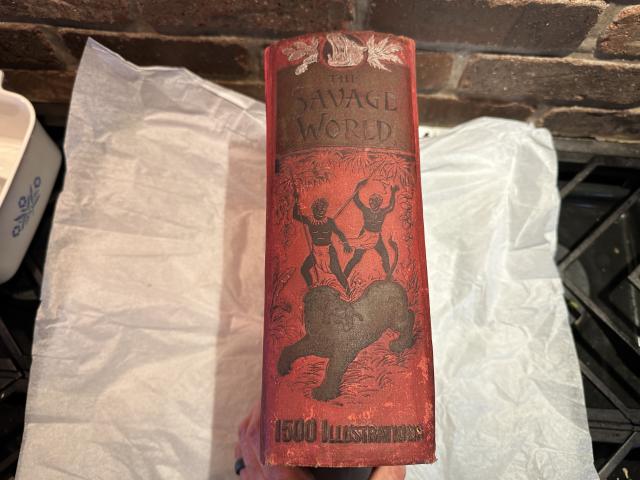 THE
SAVAGE
WORLD
1500 ILLUSTRATIONS